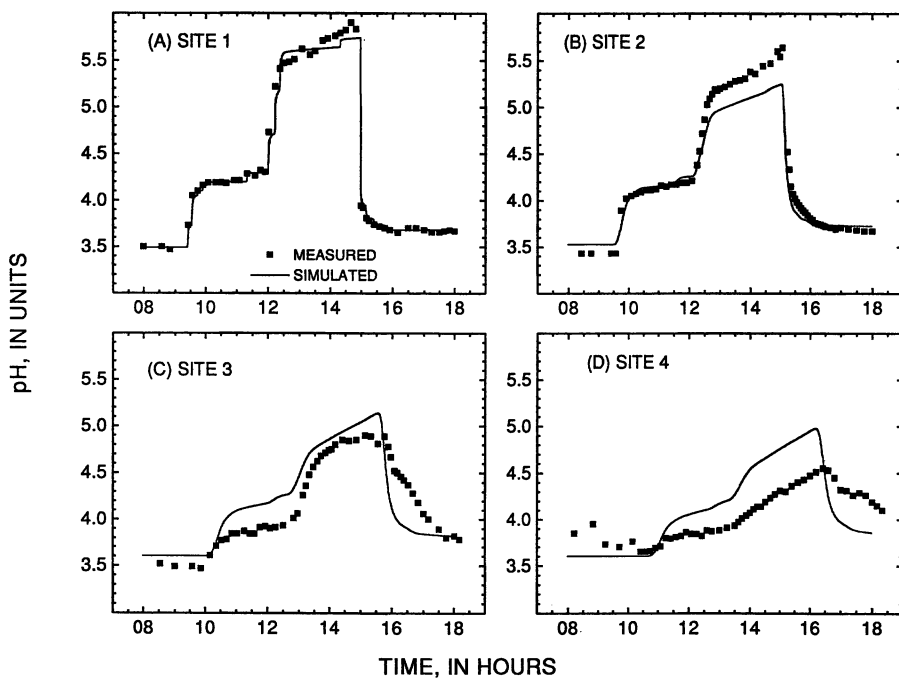 (A) SITE 1
5.5
5.0
4.5
4.0
3.5
08 10 12 14 16 18
■ MEASURED
— SIMULATED
(B) SITE 2
5.5
5.0
4.5
4.0
3.5
08 10 12 14 16 18
(C) SITE 3
5.5
5.0
4.5
4.0
3.5
08 10 12 14 16 18
(D) SITE 4
5.5
5.0
4.5
4.0
3.5
08 10 12 14 16 18
pH, IN UNITS
TIME, IN HOURS